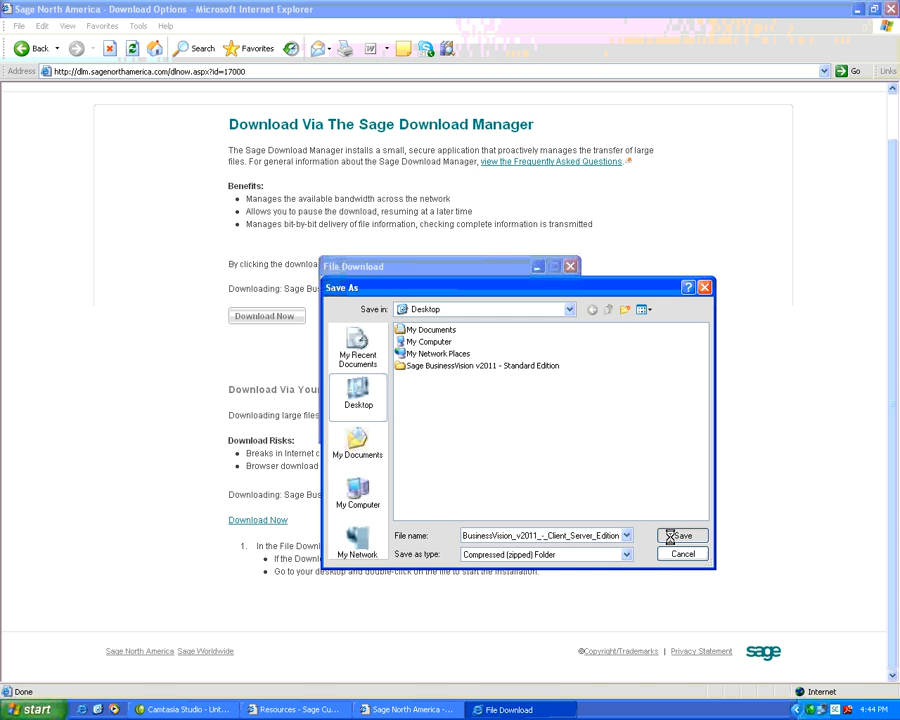 Sage North America - Download Options - Microsoft Internet Explorer
File Edit View Favorites Tools Help
Back Search Favorites
Address http://dlm.sagenorthamerica.com/dlnow.aspx?id=17000 Go Links
Download Via The Sage Download Manager
The Sage Download Manager installs a small, secure application that proactively manages the transfer of large
files. For general information about the Sage Download Manager, view the Frequently Asked Questions.
Benefits:
Manages the available bandwidth across the network
Allows you to pause the download, resuming at a later time
Manages bit-by-bit delivery of file information, checking complete information is transmitted
By clicking the downloa
File Download
Downloading: Sage Bus
Save As
Save in: Desktop
Download Now
My Documents
My Computer
My Network Places
Sage BusinessVision v2011 - Standard Edition
My Recent
Documents
Desktop
My Documents
My Computer
My Network
Download Via Your
Downloading large files
Download Risks:
Breaks in Internet c
Browser download
Downloading: Sage Bus
Download Now
File name: BusinessVision_v2011_-_Client_Server_Edition Save
Save as type: Compressed (zipped) Folder Cancel
1. In the File Downl
If the Downl
Go to your desktop and double-click on the file to start the installation.
Sage North America Sage Worldwide
©Copyright/Trademarks | Privacy Statement sage
Done Internet
start Camtasia Studio - Unt... Resources - Sage Cu... Sage North America -... File Download 4:44 PM